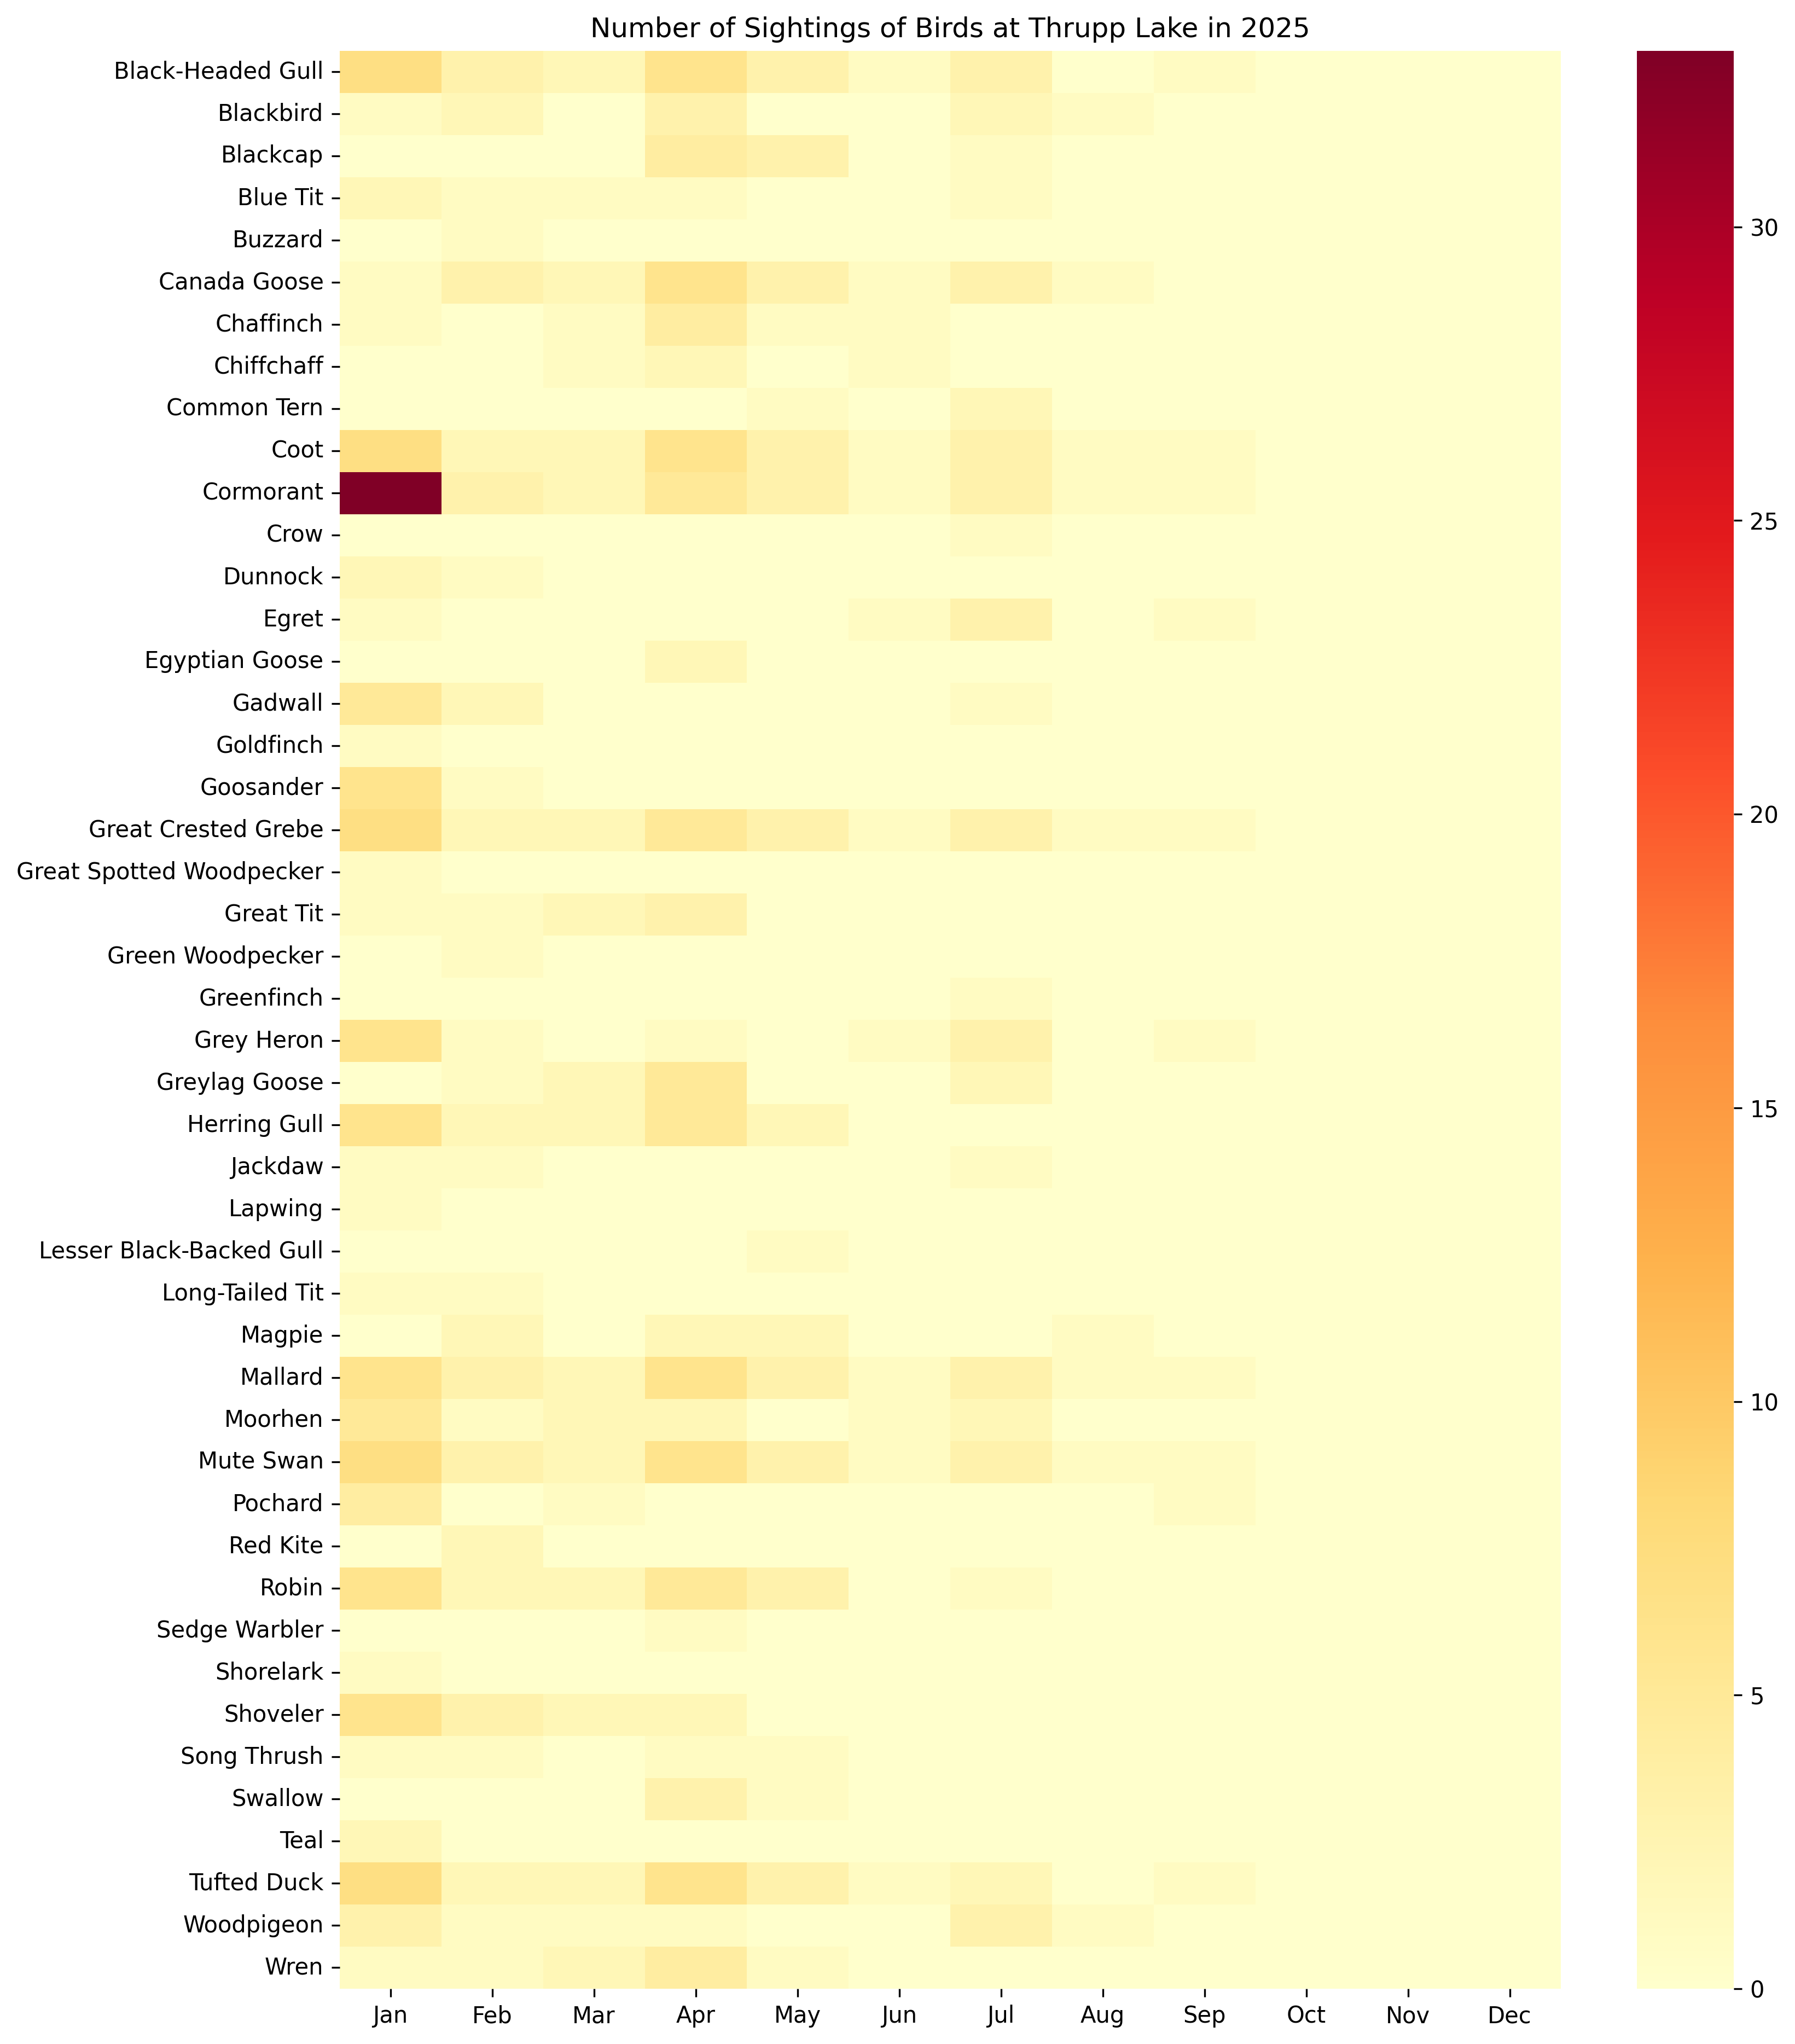 Number of Sightings of Birds at Thrupp Lake in 2025
Black-Headed Gull
Blackbird
Blackcap
Blue Tit
Buzzard
Canada Goose
Chaffinch
Chiffchaff
Common Tern
Coot
Cormorant
Crow
Dunnock
Egret
Egyptian Goose
Gadwall
Goldfinch
Goosander
Great Crested Grebe
Great Spotted Woodpecker
Great Tit
Green Woodpecker
Greenfinch
Grey Heron
Greylag Goose
Herring Gull
Jackdaw
Lapwing
Lesser Black-Backed Gull
Long-Tailed Tit
Magpie
Mallard
Moorhen
Mute Swan
Pochard
Red Kite
Robin
Sedge Warbler
Shorelark
Shoveler
Song Thrush
Swallow
Teal
Tufted Duck
Woodpigeon
Wren
Jan Feb Mar Apr May Jun Jul Aug Sep Oct Nov Dec
30
25
20
15
10
5
0